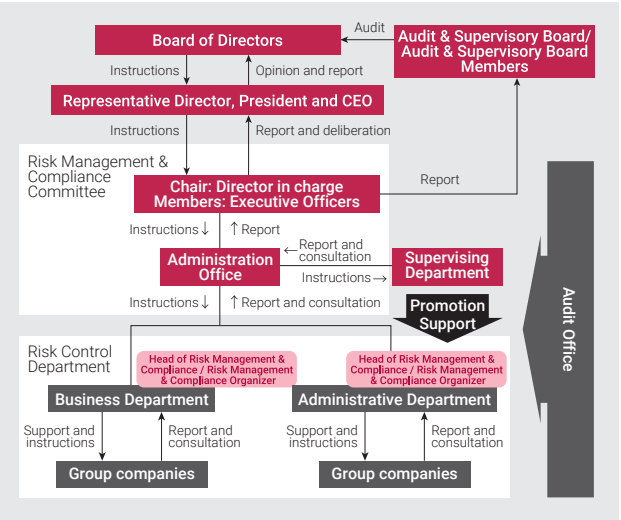 Board of Directors
Audit
Audit & Supervisory Board/
Audit & Supervisory Board
Members
Instructions
Opinion and report
Representative Director, President and CEO
Instructions
Report and deliberation
Risk Management &
Compliance
Committee
Chair: Director in charge
Members: Executive Officers
Report
Instructions↓
↑Report
Administration
Office
←Report and
consultation
Instructions→
Supervising
Department
Instructions↓
↑Report and consultation
Promotion
Support
Audit Office
Risk Control
Department
Head of Risk Management &
Compliance / Risk Management
& Compliance Organizer
Business Department
Head of Risk Management &
Compliance / Risk Management
& Compliance Organizer
Administrative Department
Support and
instructions
Report and
consultation
Support and
instructions
Report and
consultation
Group companies
Group companies